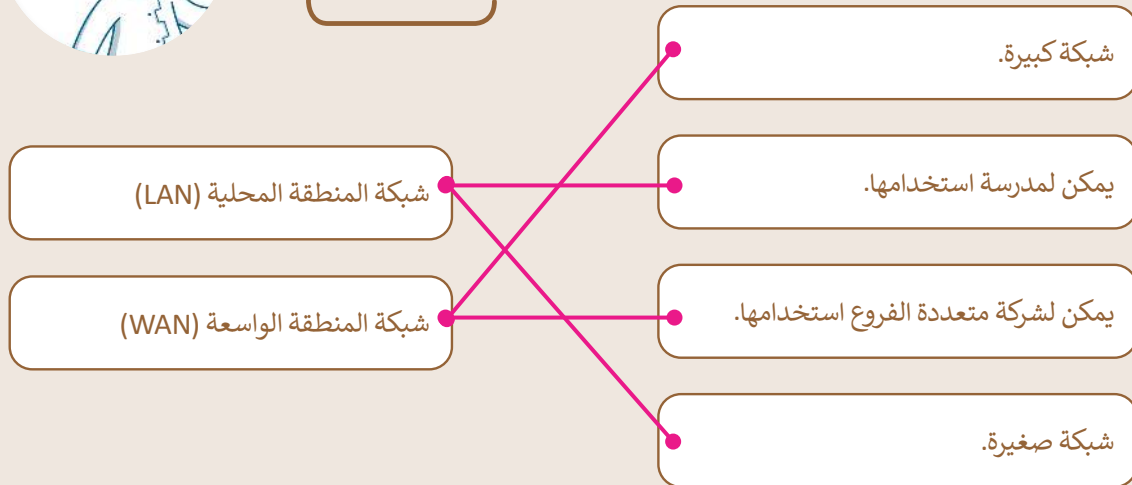 شبكة كبيرة.
يمكن لمدرسة استخدامها.
يمكن لشركة متعددة الفروع استخدامها.
شبكة صغيرة.
شبكة المنطقة المحلية (LAN)
شبكة المنطقة الواسعة (WAN)